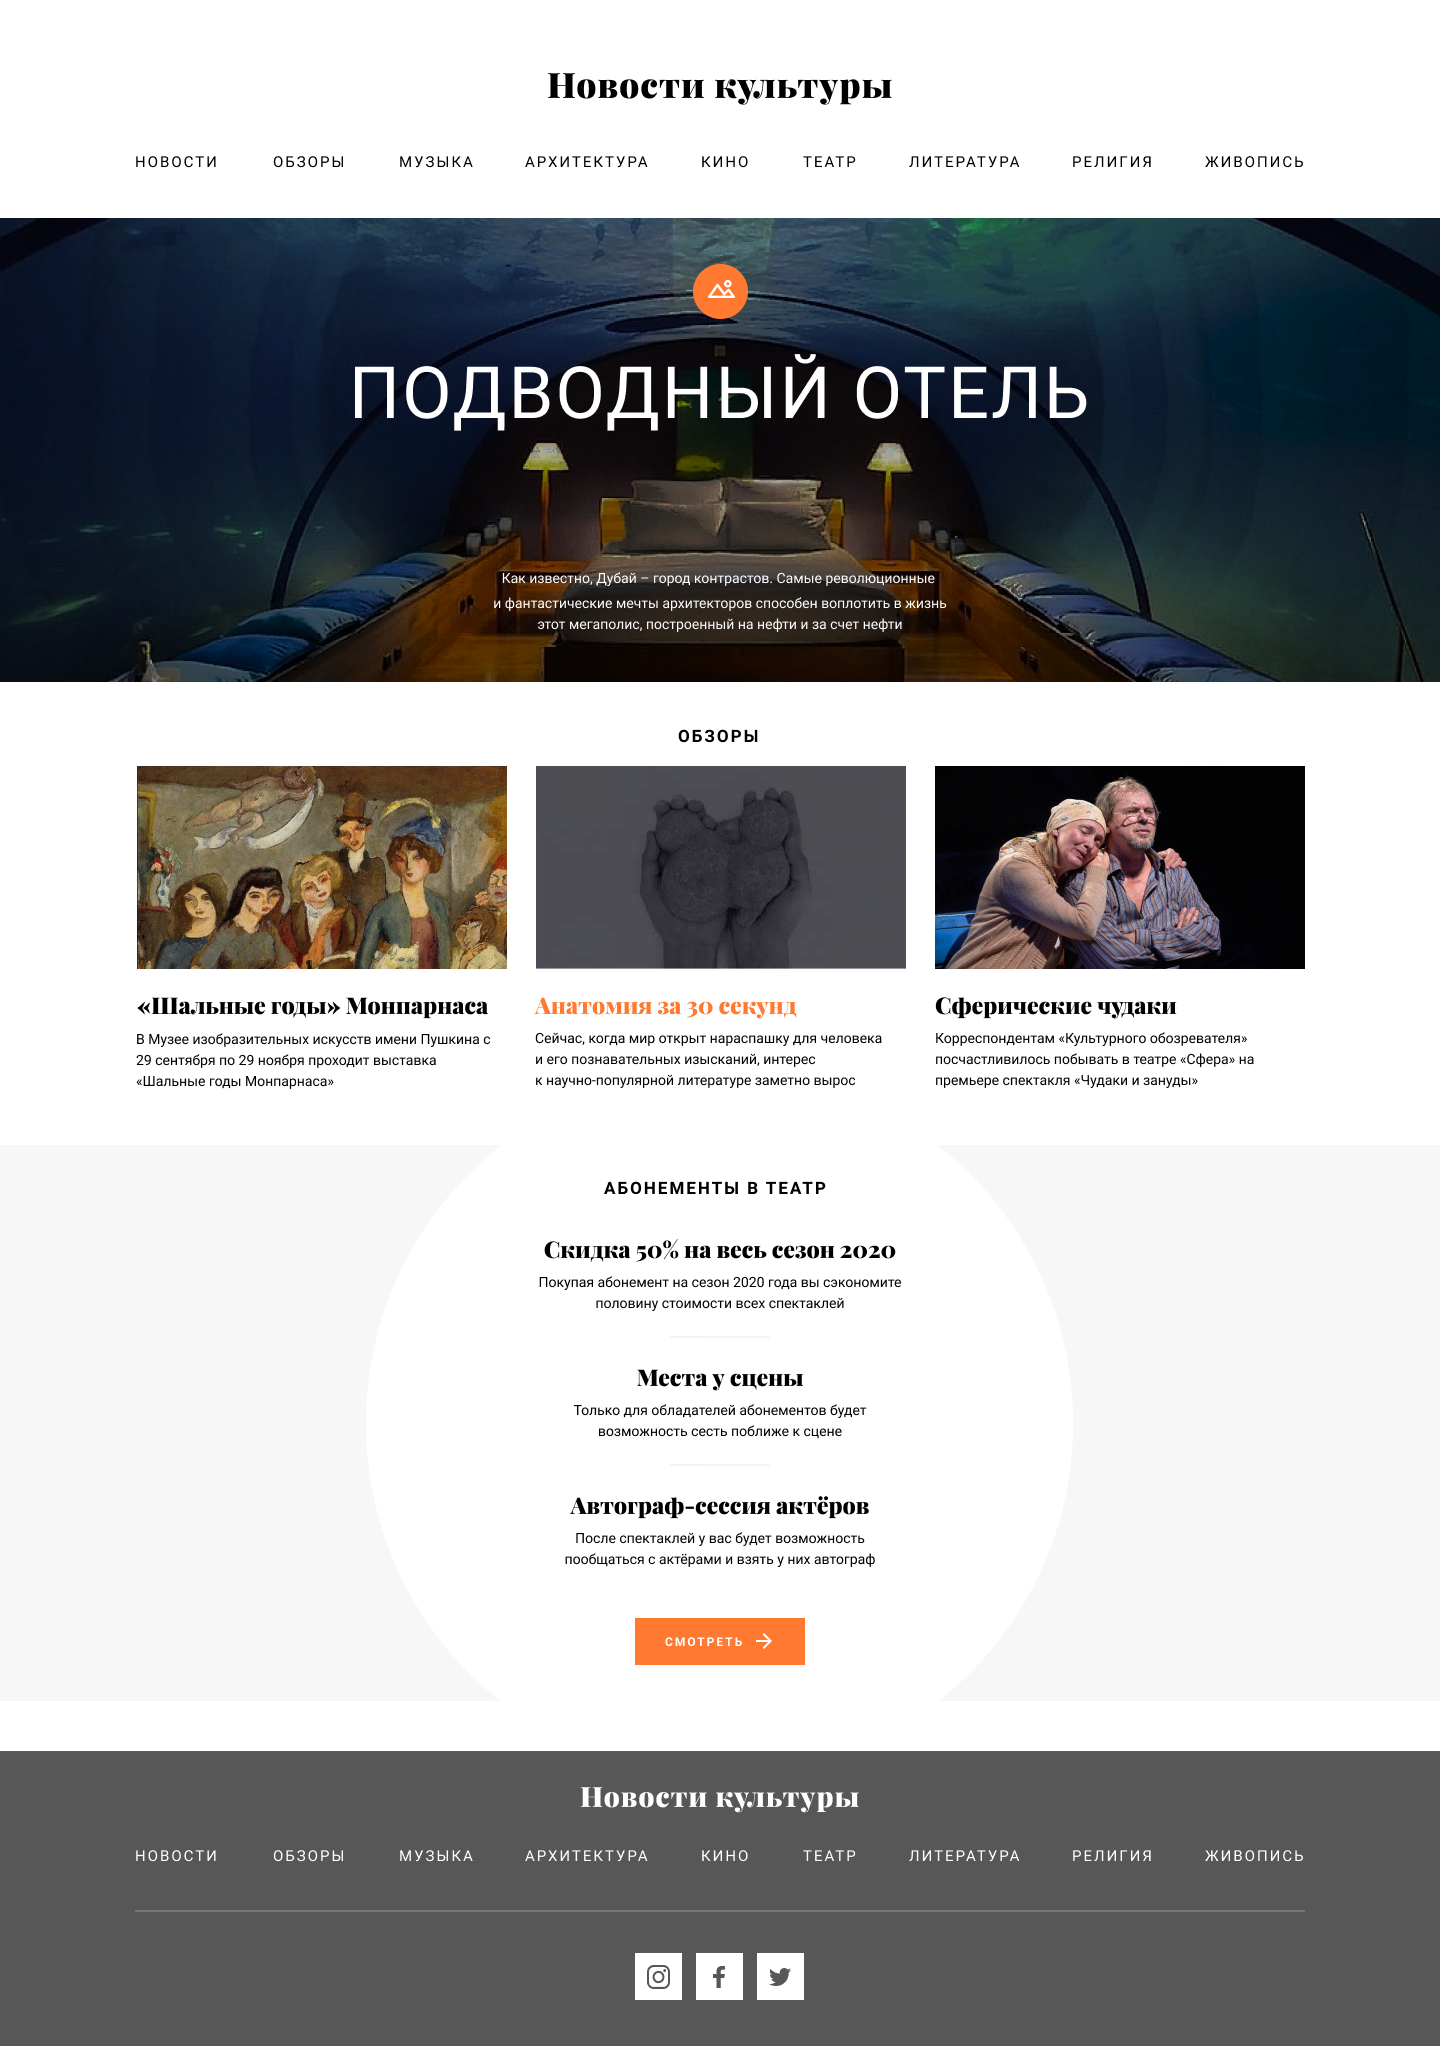 Новости культуры
НОВОСТИ ОБЗОРЫ МУЗЫКА АРХИТЕКТУРА КИНО ТЕАТР ЛИТЕРАТУРА РЕЛИГИЯ ЖИВОПИСЬ
ПОДВОДНЫЙ ОТЕЛЬ
Как известно, Дубай – город контрастов. Самые революционные
и фантастические мечты архитекторов способен воплотить в жизнь
этот мегаполис, построенный на нефти и за счет нефти
ОБЗОРЫ
«Шальные годы» Монпарнаса
В Музее изобразительных искусств имени Пушкина с
29 сентября по 29 ноября проходит выставка
«Шальные годы Монпарнаса»
Анатомия за 30 секунд
Сейчас, когда мир открыт нараспашку для человека
и его познавательных изысканий, интерес
к научно-популярной литературе заметно вырос
Сферические чудаки
Корреспондентам «Культурного обозревателя»
посчастливилось побывать в театре «Сфера» на
премьере спектакля «Чудаки и зануды»
АБОНЕМЕНТЫ В ТЕАТР
Скидка 50% на весь сезон 2020
Покупая абонемент на сезон 2020 года вы сэкономите
половину стоимости всех спектаклей
Места у сцены
Только для обладателей абонементов будет
возможность сесть поближе к сцене
Автограф-сессия актёров
После спектаклей у вас будет возможность
пообщаться с актёрами и взять у них автограф
СМОТРЕТЬ
Новости культуры
НОВОСТИ ОБЗОРЫ МУЗЫКА АРХИТЕКТУРА КИНО ТЕАТР ЛИТЕРАТУРА РЕЛИГИЯ ЖИВОПИСЬ